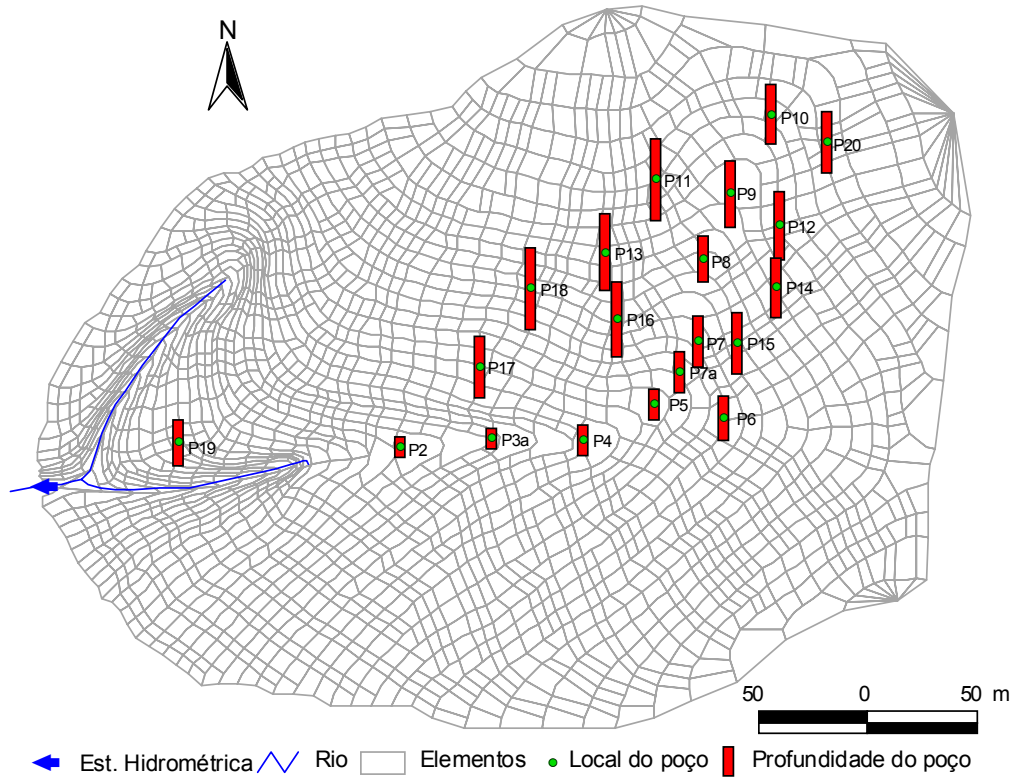 N
P10
P20
P11
P9
P12
P13
P8
P18
P14
P16
P7
P15
P17
P7a
P5
P6
P3a
P4
P2
P19
50 0 50 m
Est. Hidrométrica Rio Elementos Local do poço Profundidade do poço